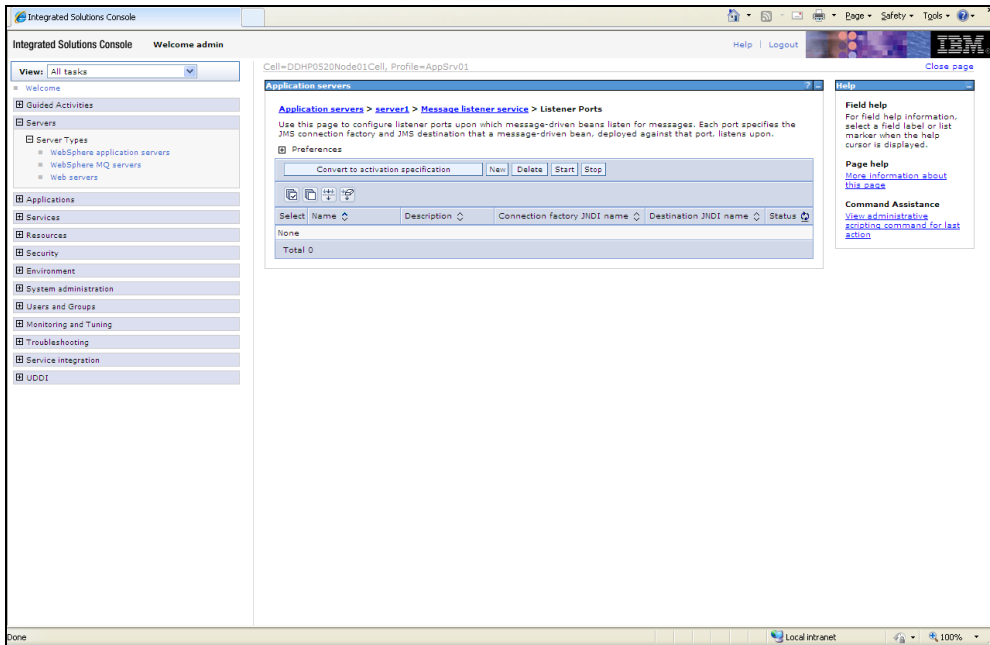 Integrated Solutions Console
Page Safety Tools
Integrated Solutions Console Welcome admin
Help | Logout
IBM
View: All tasks
Welcome
Guided Activities
Servers
Server Types
WebSphere application servers
WebSphere MQ servers
Web servers
Applications
Services
Resources
Security
Environment
System administration
Users and Groups
Monitoring and Tuning
Troubleshooting
Service integration
UDDI
Cell=DDHP0520Node01Cell, Profile=AppSrv01
Close page
Application servers
Application servers > server1 > Message listener service > Listener Ports
Use this page to configure listener ports upon which message-driven beans listen for messages. Each port specifies the
JMS connection factory and JMS destination that a message-driven bean, deployed against that port, listens upon.
Preferences
Convert to activation specification New Delete Start Stop
Select Name Description Connection factory JNDI name Destination JNDI name Status
None
Total 0
Help
Field help
For field help information,
select a field label or list
marker when the help
cursor is displayed.
Page help
More information about
this page
Command Assistance
View administrative
scripting command for last
action
Done
Local intranet
100%